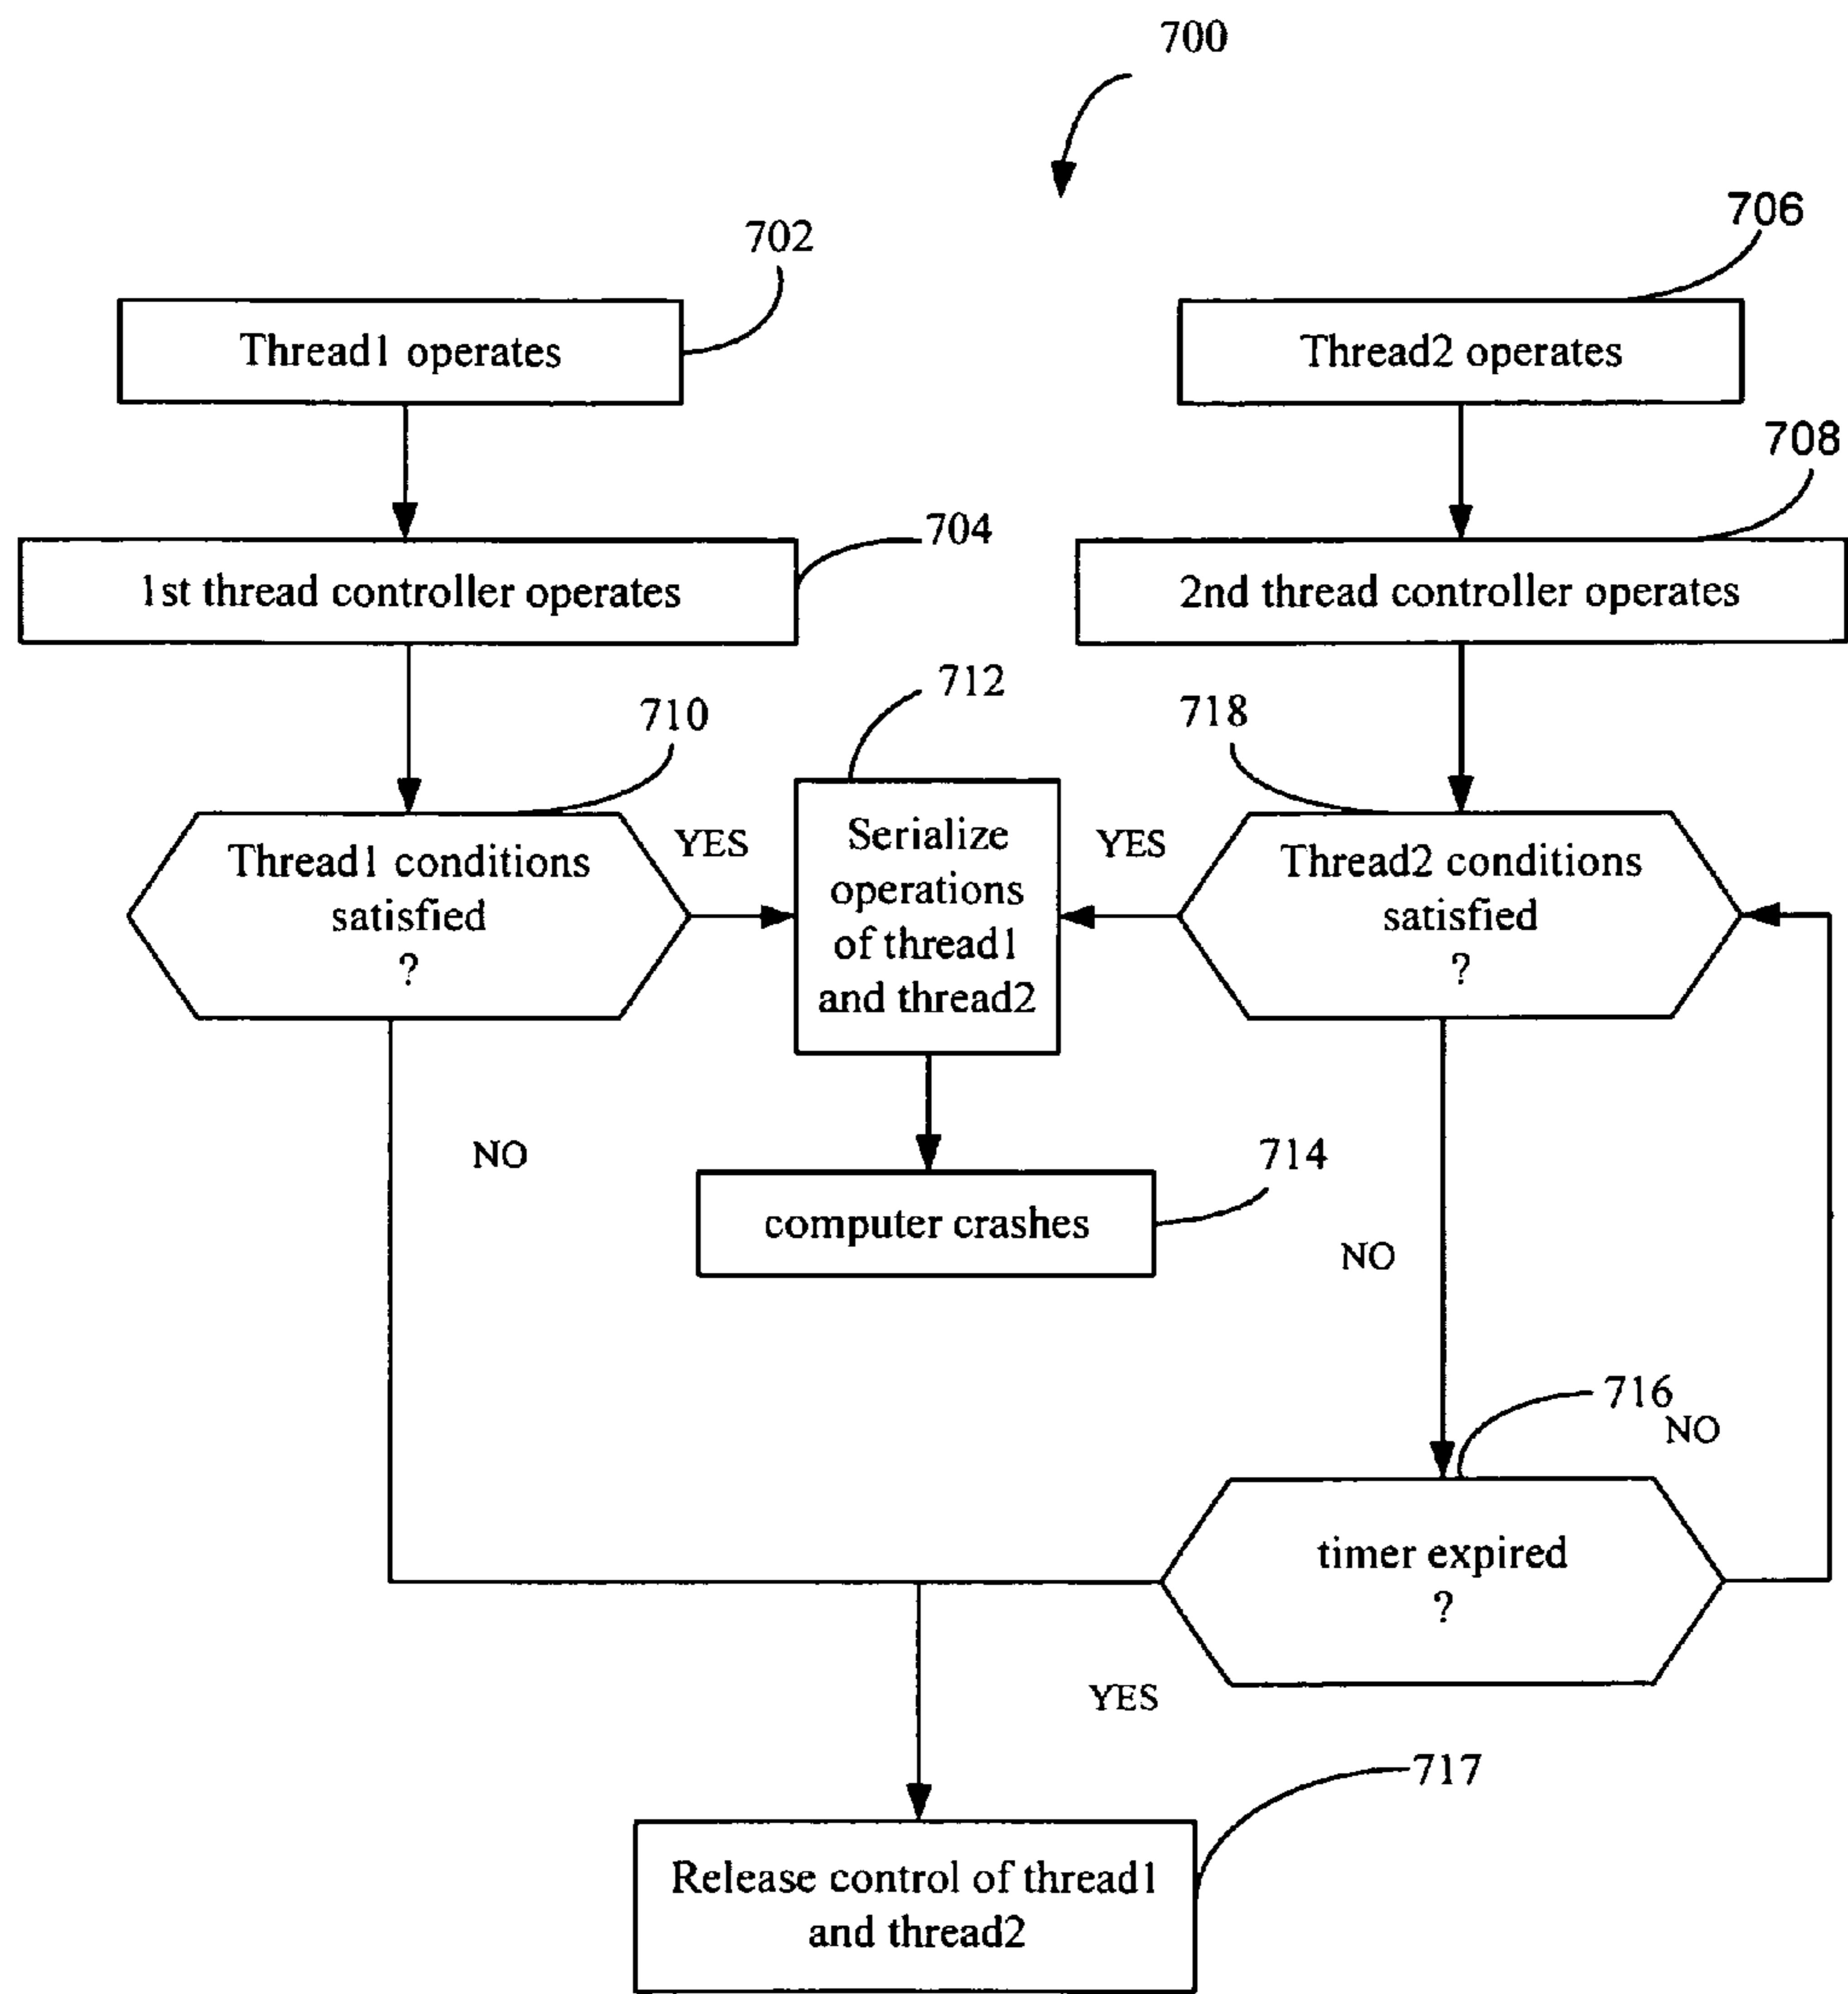 700
702
706
Thread1 operates
Thread2 operates
708
704
1st thread controller operates
2nd thread controller operates
712
710
718
Thread1 conditions
satisfied
?
YES
Serialize
operations
of thread1
and thread2
YES
Thread2 conditions
satisfied
?
NO
714
computer crashes
NO
716
NO
timer expired
?
YES
717
Release control of thread1
and thread2